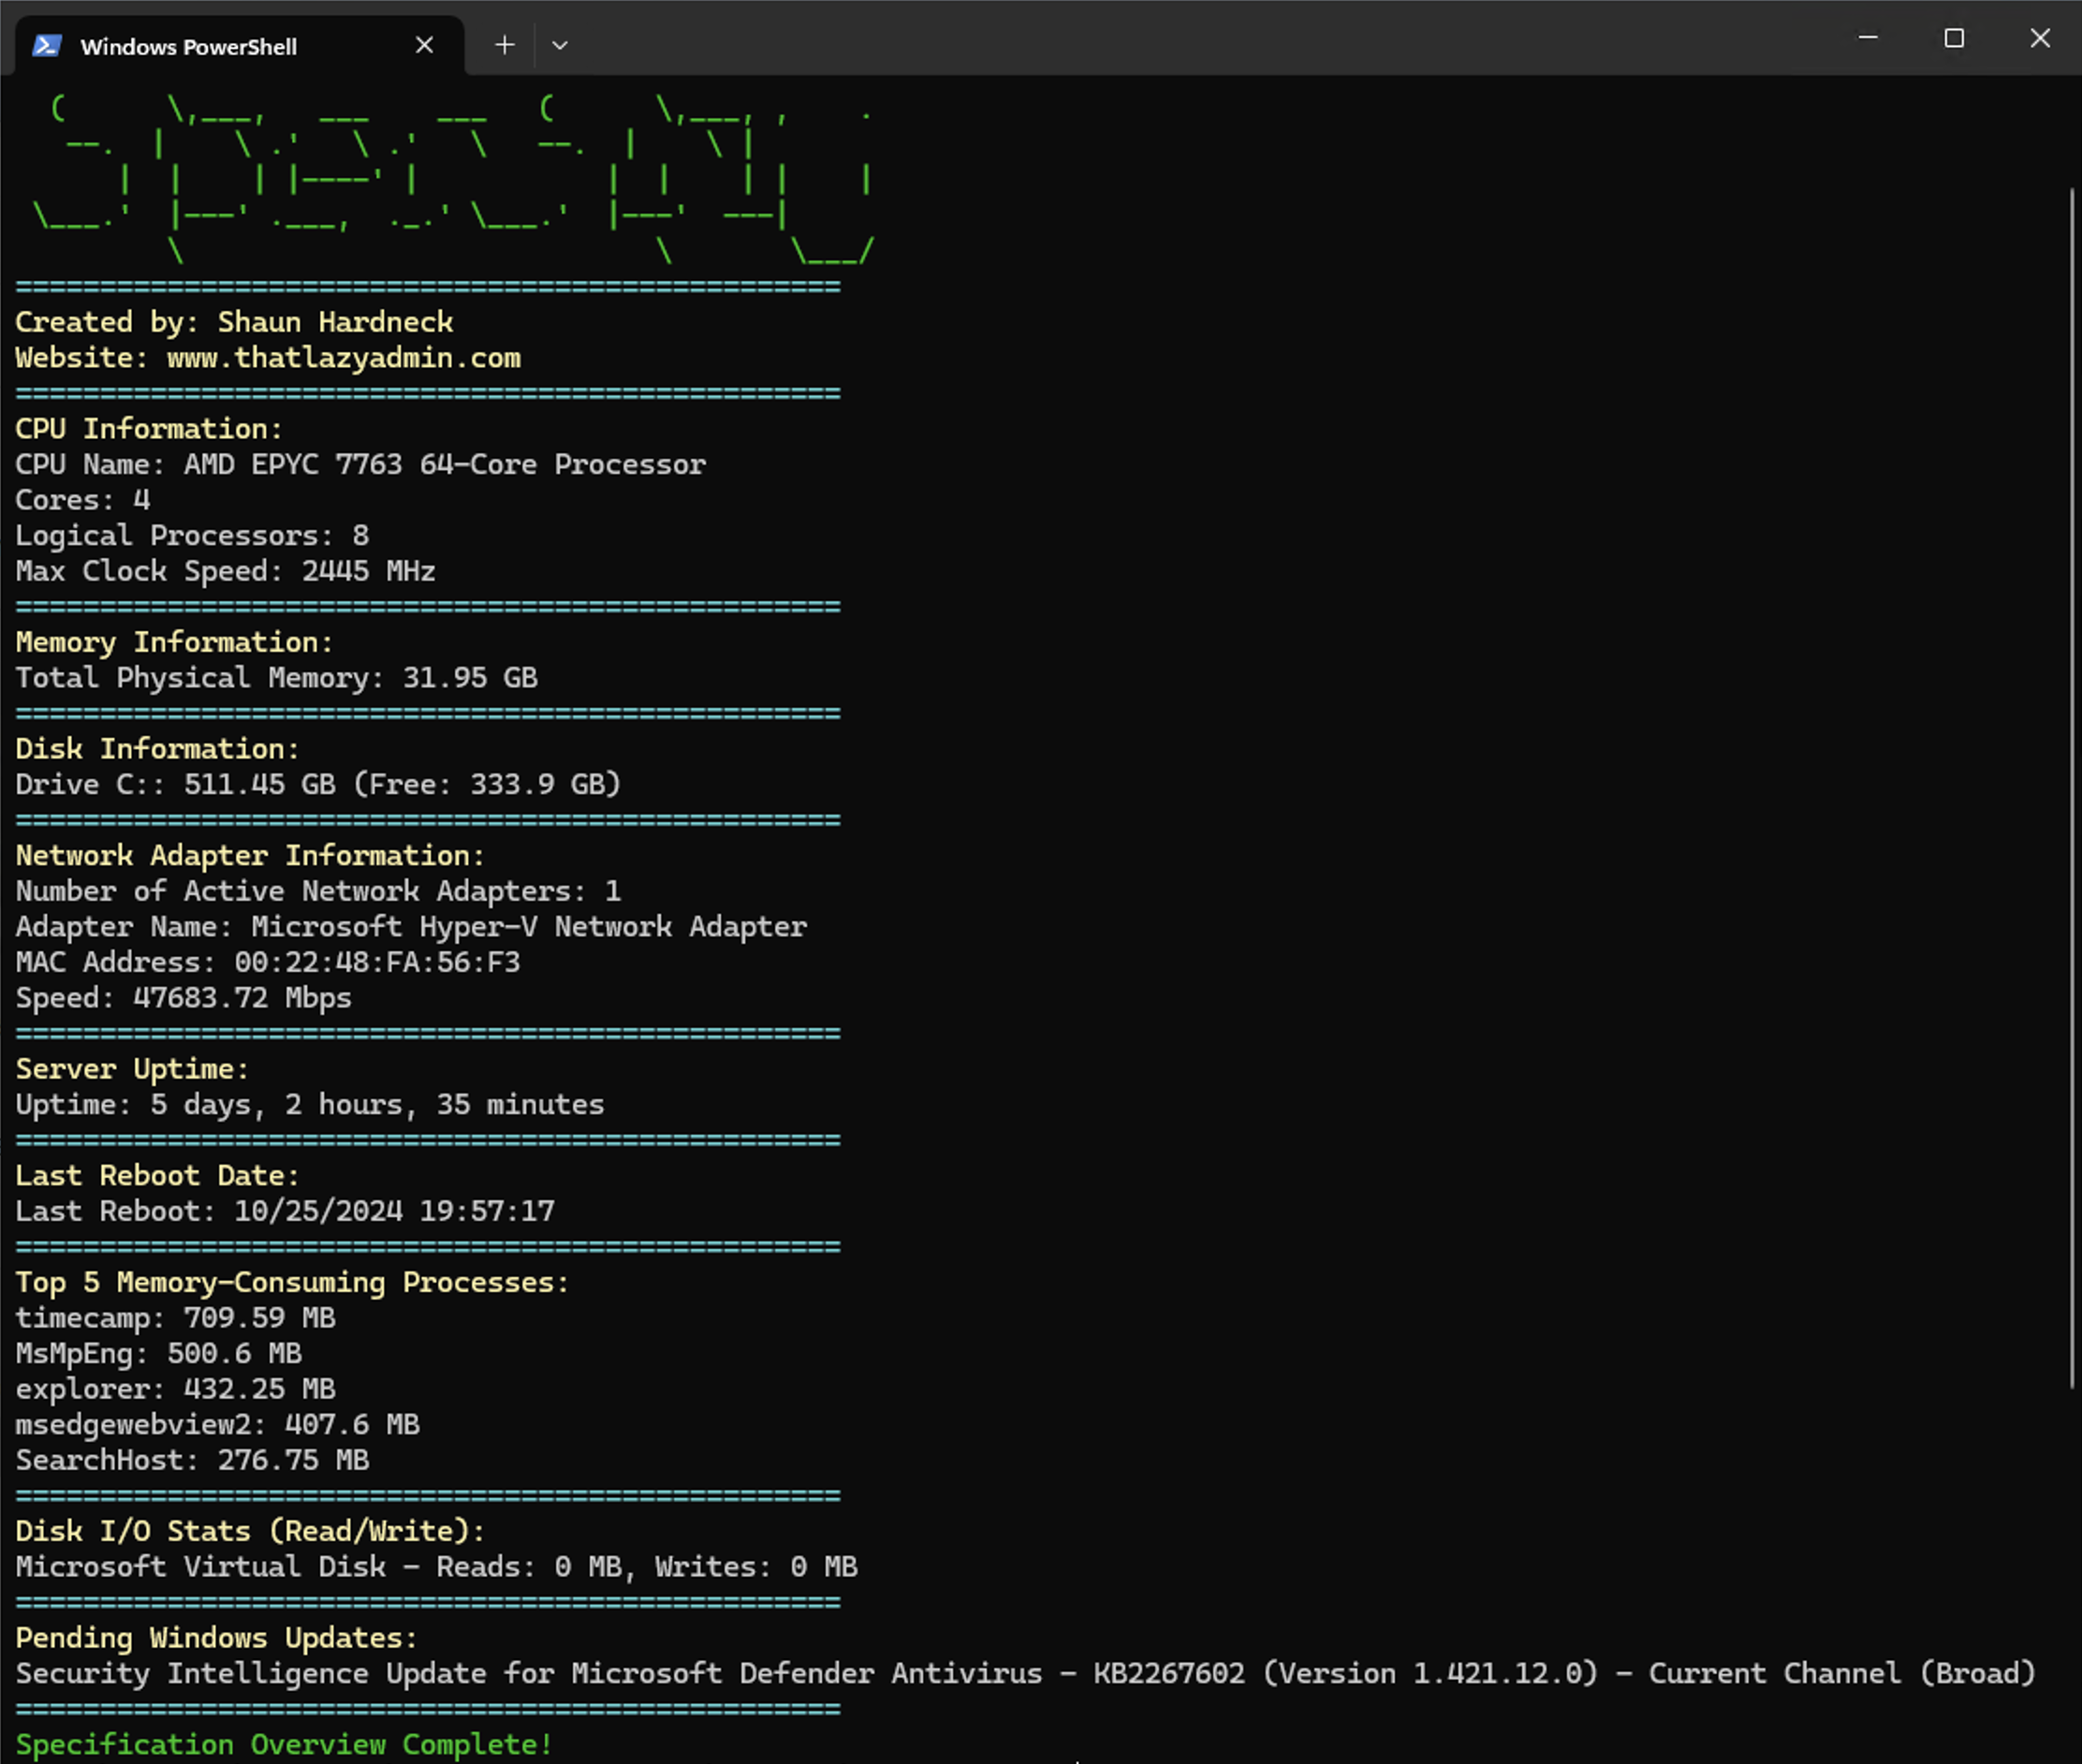 Windows PowerShell
==================================================
Created by: Shaun Hardneck
Website: www.thatlazyadmin.com
==================================================
CPU Information:
CPU Name: AMD EPYC 7763 64-Core Processor
Cores: 4
Logical Processors: 8
Max Clock Speed: 2445 MHz
==================================================
Memory Information:
Total Physical Memory: 31.95 GB
==================================================
Disk Information:
Drive C:: 511.45 GB (Free: 333.9 GB)
==================================================
Network Adapter Information:
Number of Active Network Adapters: 1
Adapter Name: Microsoft Hyper-V Network Adapter
MAC Address: 00:22:48:FA:56:F3
Speed: 47683.72 Mbps
==================================================
Server Uptime:
Uptime: 5 days, 2 hours, 35 minutes
==================================================
Last Reboot Date:
Last Reboot: 10/25/2024 19:57:17
==================================================
Top 5 Memory-Consuming Processes:
timecamp: 709.59 MB
MsMpEng: 500.6 MB
explorer: 432.25 MB
msedgewebview2: 407.6 MB
SearchHost: 276.75 MB
==================================================
Disk I/O Stats (Read/Write):
Microsoft Virtual Disk - Reads: 0 MB, Writes: 0 MB
==================================================
Pending Windows Updates:
Security Intelligence Update for Microsoft Defender Antivirus - KB2267602 (Version 1.421.12.0) - Current Channel (Broad)
==================================================
Specification Overview Complete!